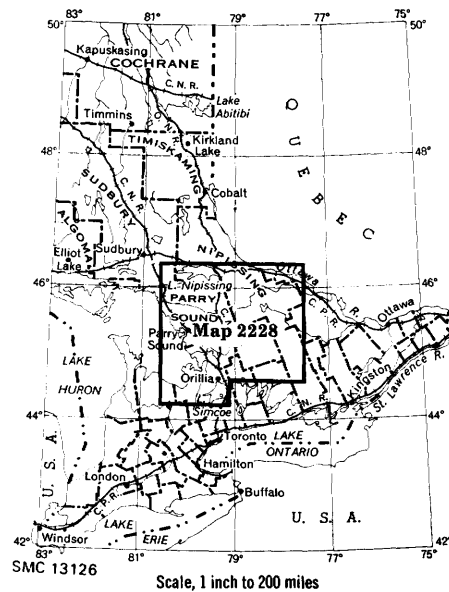 83° 81° 79° 77° 75°
50° 50°
Kapuskasing
COCHRANE
C. N. R.
Lake
Abitibi
QUEBEC
Timmins
O. N. R.
TIMISKAMING
Kirkland
Lake
48° 48°
SUDBURY
C. N. R.
Cobalt
ALGOMA
Sudbury
NIPISSING
Elliot
Lake
Ottawa R.
46° 46°
L. Nipissing
PARRY
SOUND
Map 2228
C. P. R.
Ottawa
Parry
Sound
LAKE
HURON
Orillia
Kingston
St. Lawrence R.
44° 44°
Simcoe
C. N. R.
Toronto
LAKE
ONTARIO
U. S. A.
Hamilton
London
C. P. R.
Buffalo
LAKE
ERIE
U. S. A.
42° 42°
Windsor
83° 81° 79° 77° 75°
SMC 13126
Scale, 1 inch to 200 miles